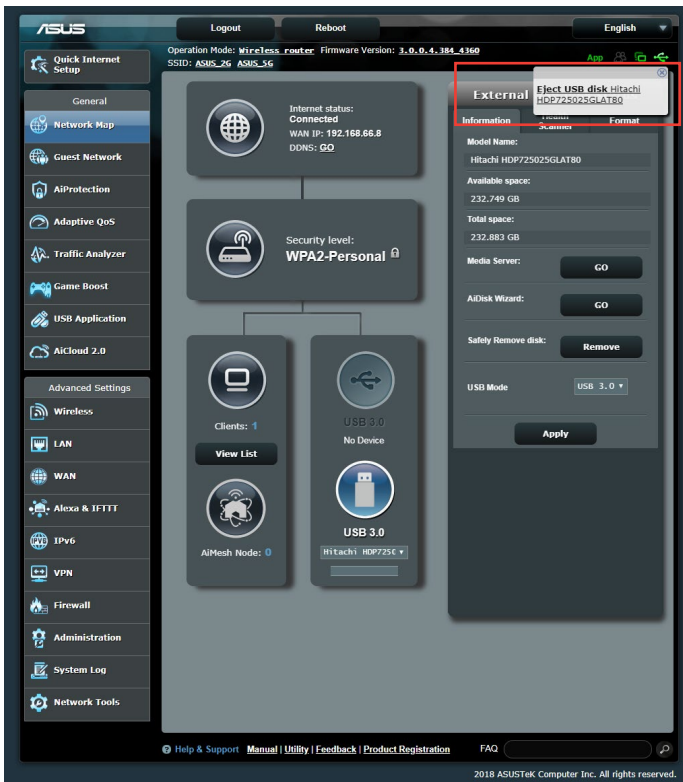 ASUS
Logout
Reboot
English
Quick Internet
Setup
Operation Mode: Wireless router Firmware Version: 3.0.0.4.384_4360
SSID: ASUS_2G ASUS_5G
App
General
Network Map
Guest Network
AiProtection
Adaptive QoS
Traffic Analyzer
Game Boost
USB Application
AiCloud 2.0
Advanced Settings
Wireless
LAN
WAN
Alexa & IFTTT
IPv6
VPN
Firewall
Administration
System Log
Network Tools
Internet status:
Connected
WAN IP: 192.168.66.8
DDNS: GO
Security level:
WPA2-Personal
Clients: 1
View List
AiMesh Node: 0
USB 3.0
No Device
USB 3.0
Hitachi HDP725C
External
Eject USB disk Hitachi
HDP725025GLAT80
Information
Health
Scanner
Format
Model Name:
Hitachi HDP725025GLAT80
Available space:
232.749 GB
Total space:
232.883 GB
Media Server:
GO
AiDisk Wizard:
GO
Safely Remove disk:
Remove
USB Mode
USB 3.0
Apply
Help & Support Manual | Utility | Feedback | Product Registration
FAQ
2018 ASUSTeK Computer Inc. All rights reserved.